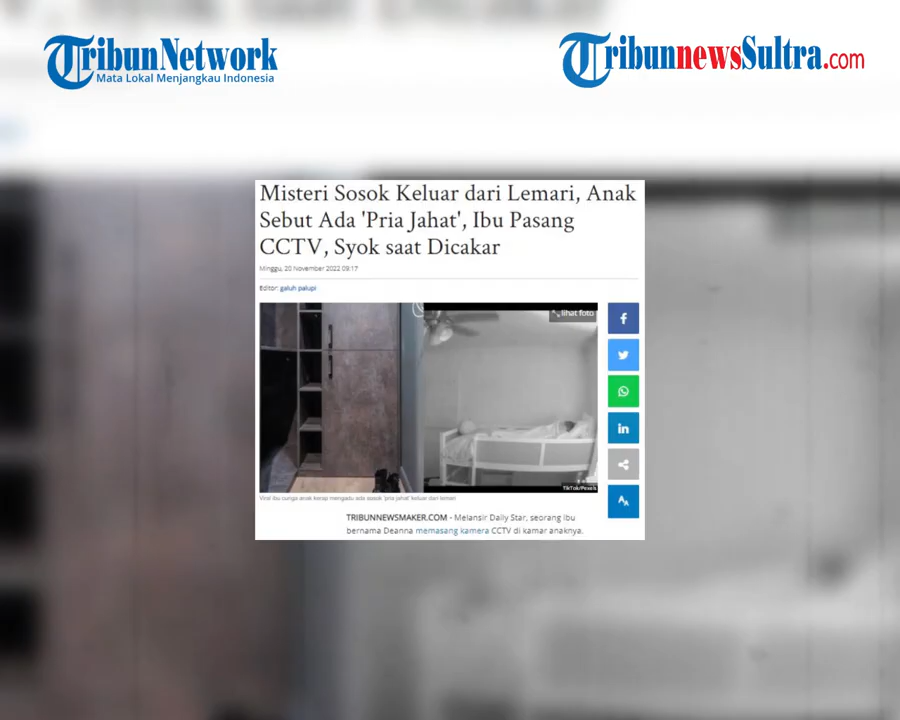 TribunNetwork
Mata Lokal Menjangkau Indonesia
TribunnewsSultra.com
Misteri Sosok Keluar dari Lemari, Anak
Sebut Ada 'Pria Jahat', Ibu Pasang
CCTV, Syok saat Dicakar
Minggu, 20 November 2022 09:17
Editor: galuh palupi
lihat foto
TikTok/Pexels
Viral ibu curiga anak kerap mengadu ada sosok 'pria jahat' keluar dari lemari
TRIBUNNEWSMAKER.COM - Melansir Daily Star, seorang ibu
bernama Deanna memasang kamera CCTV di kamar anaknya.